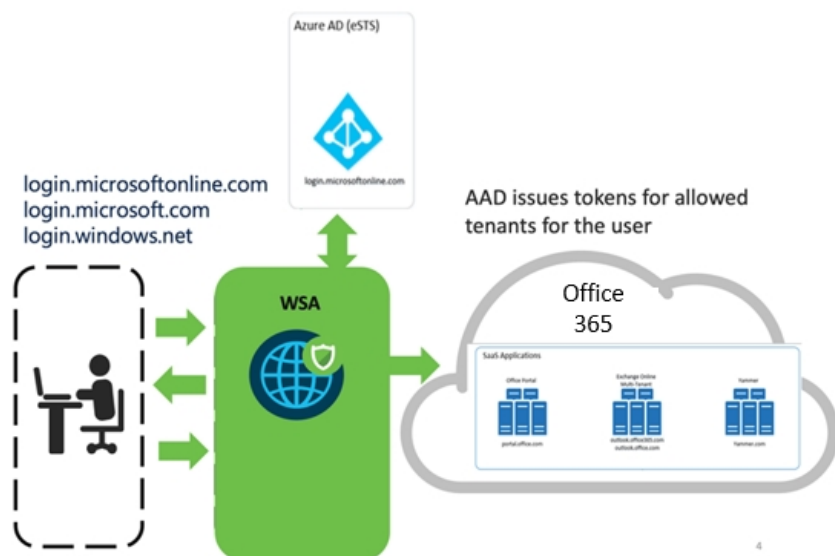 Azure AD (eSTS)
login.microsoftonline.com
login.microsoftonline.com
login.microsoft.com
login.windows.net
AAD issues tokens for allowed
tenants for the user
WSA
Office
365
SaaS Applications
Office Portal
portal.office.com
Exchange Online
Multi-Tenant
outlook.office365.com
outlook.office.com
Yammer
Yammer.com
4